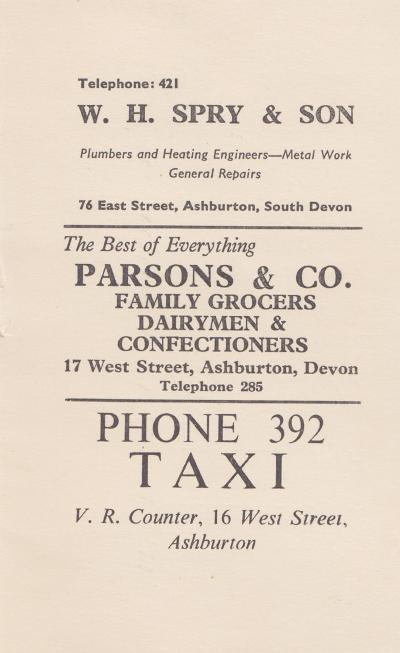 Telephone: 421
W. H. SPRY & SON
Plumbers and Heating Engineers—Metal Work
General Repairs
76 East Street, Ashburton, South Devon
The Best of Everything
PARSONS & CO.
FAMILY GROCERS
DAIRYMEN &
CONFECTIONERS
17 West Street, Ashburton, Devon
Telephone 285
PHONE 392
TAXI
V. R. Counter, 16 West Street,
Ashburton